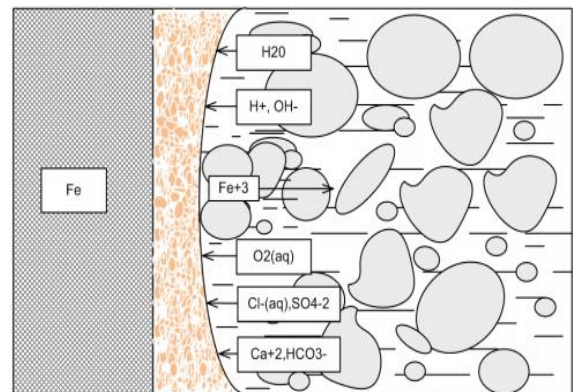 H20
H+, OH-
Fe
Fe+3
O2(aq)
Cl-(aq),SO4-2
Ca+2,HCO3-